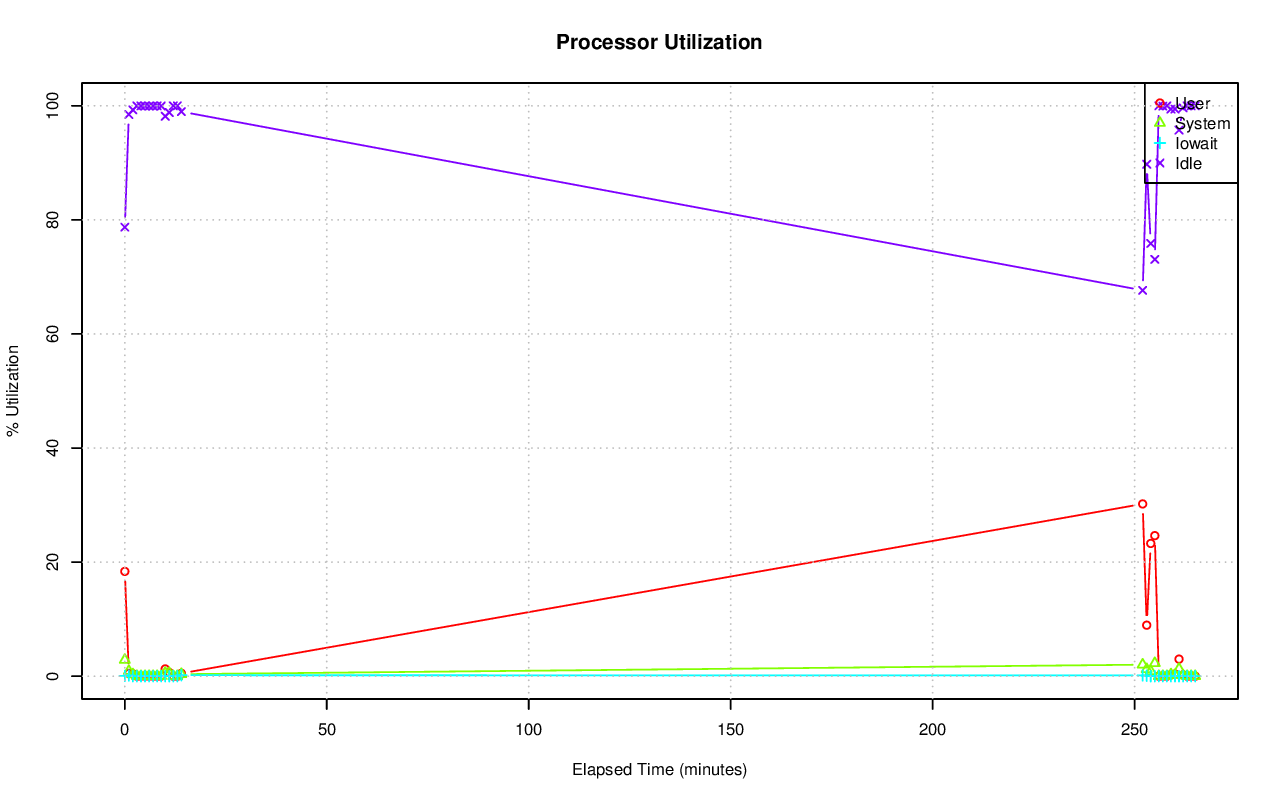 Processor Utilization
% Utilization
100
80
60
40
20
0
User
System
Iowait
Idle
0 50 100 150 200 250
Elapsed Time (minutes)